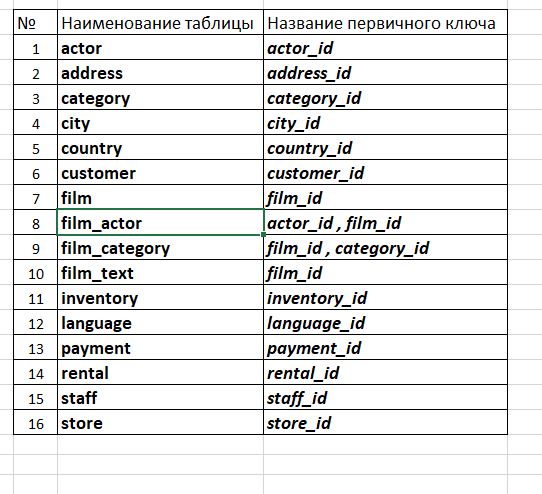 № Наименование таблицы Название первичного ключа
1 actor actor_id
2 address address_id
3 category category_id
4 city city_id
5 country country_id
6 customer customer_id
7 film film_id
8 film_actor actor_id , film_id
9 film_category film_id , category_id
10 film_text film_id
11 inventory inventory_id
12 language language_id
13 payment payment_id
14 rental rental_id
15 staff staff_id
16 store store_id